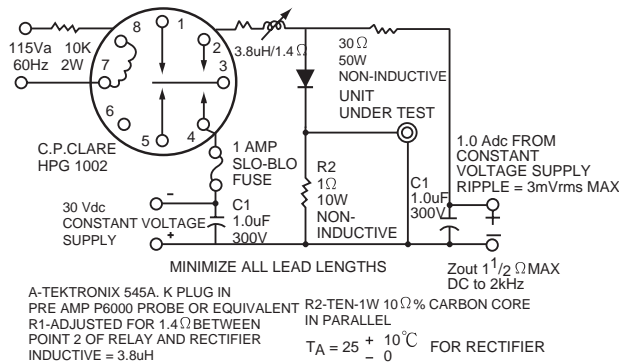 1
8
2
7
3
6
5
4
115Va
60Hz
10K
2W
3.8uH/1.4 Ω
30 Ω
50W
NON-INDUCTIVE
UNIT
UNDER TEST
C.P.CLARE
HPG 1002
1 AMP
SLO-BLO
FUSE
R2
1Ω
10W
NON-
INDUCTIVE
C1
1.0uF
300V
1.0 Adc FROM
CONSTANT
VOLTAGE SUPPLY
RIPPLE = 3mVrms MAX
-
30 Vdc
CONSTANT VOLTAGE
SUPPLY
+
C1
1.0uF
300V
+
-
MINIMIZE ALL LEAD LENGTHS
Zout 1 1/2 Ω MAX
DC to 2kHz
A-TEKTRONIX 545A. K PLUG IN
PRE AMP P6000 PROBE OR EQUIVALENT
R1-ADJUSTED FOR 1.4 Ω BETWEEN
POINT 2 OF RELAY AND RECTIFIER
INDUCTIVE = 3.8uH
R2-TEN-1W 10 Ω % CARBON CORE
IN PARALLEL
TA = 25 + 10℃ - 0 FOR RECTIFIER